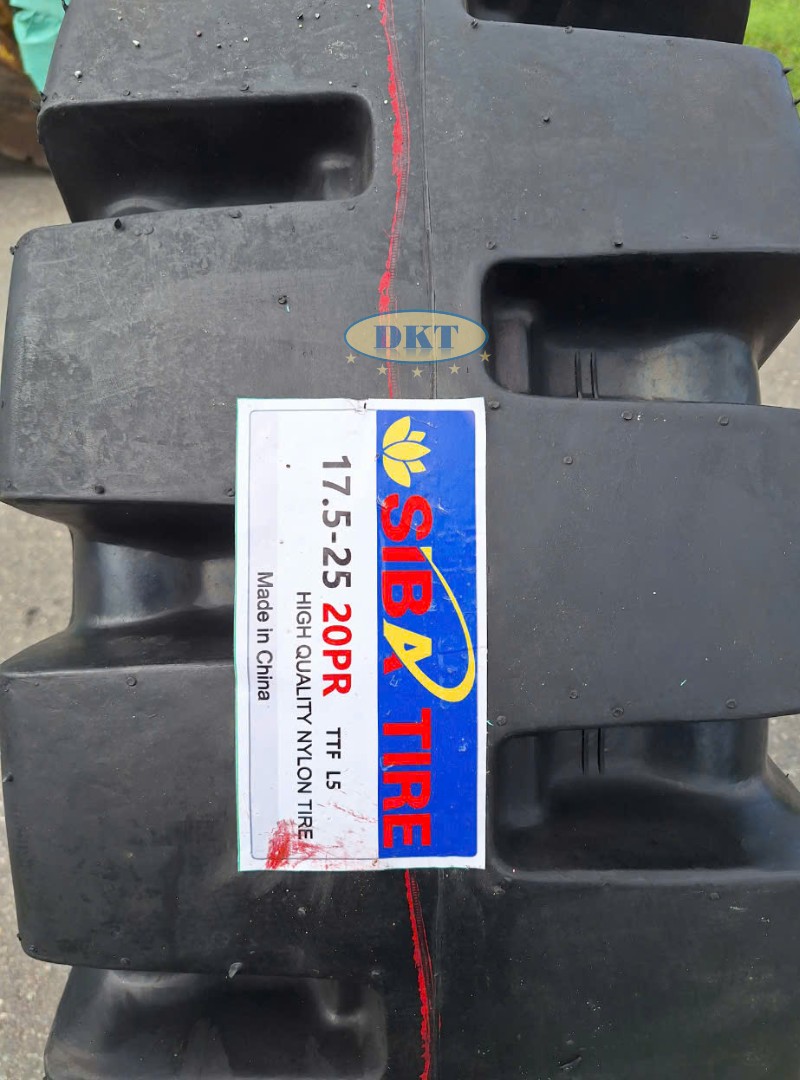 DKT
SIBA TIRE
17.5-25 20PR TTF L5
HIGH QUALITY NYLON TIRE
Made in China